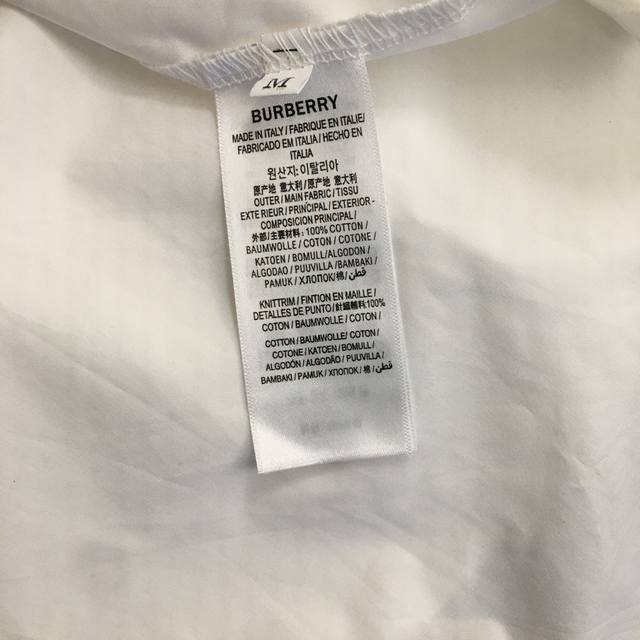 M
BURBERRY
MADE IN ITALY / FABRIQUE EN ITALIE/
FABRICADO EM ITALIA / HECHO EN
ITALIA
원산지: 이탈리아
原产地 意大利 / 原産地 意大利
OUTER / MAIN FABRIC / TISSU
EXTE RIEUR / PRINCIPAL / EXTERIOR -
COMPOSICION PRINCIPAL /
外部/主要材料: 100% COTTON /
BAUMWOLLE / COTON / COTONE /
KATOEN / BOMULL/ALGODON /
ALGODAO / PUUVILLA / BAMBAKI /
PAMUK / ХЛОПОК / 棉 / قطن
KNITTRIM / FINTION EN MAILLE /
DETALLES DE PUNTO / 針織輔料:100%
COTON / BAUMWOLLE / COTON
COTTON / BAUMWOLLE/ COTON /
COTONE / KATOEN / BOMULL /
ALGODÓN / ALGODÃO / PUUVILLA /
BAMBAKI / PAMUK / ХЛОПОК / 棉 / قطن